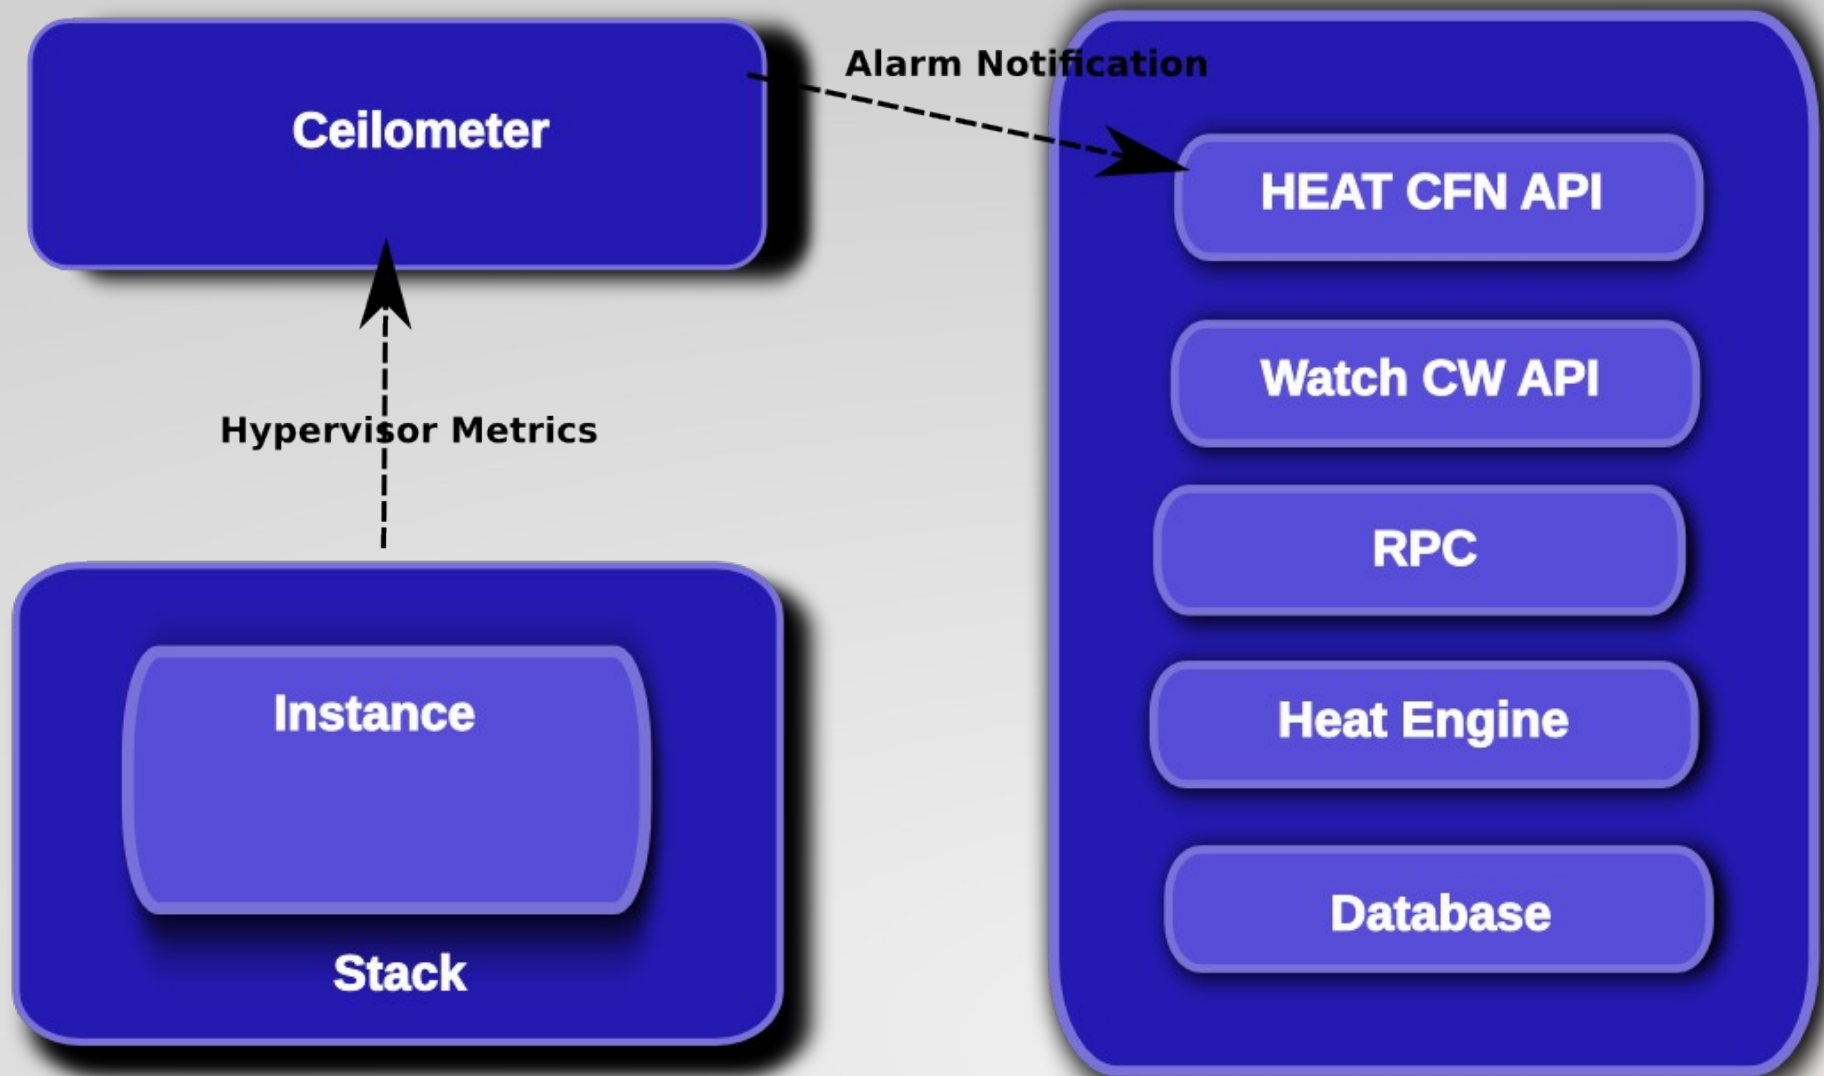 Ceilometer
Alarm Notification
HEAT CFN API
Watch CW API
Hypervisor Metrics
RPC
Instance
Heat Engine
Database
Stack